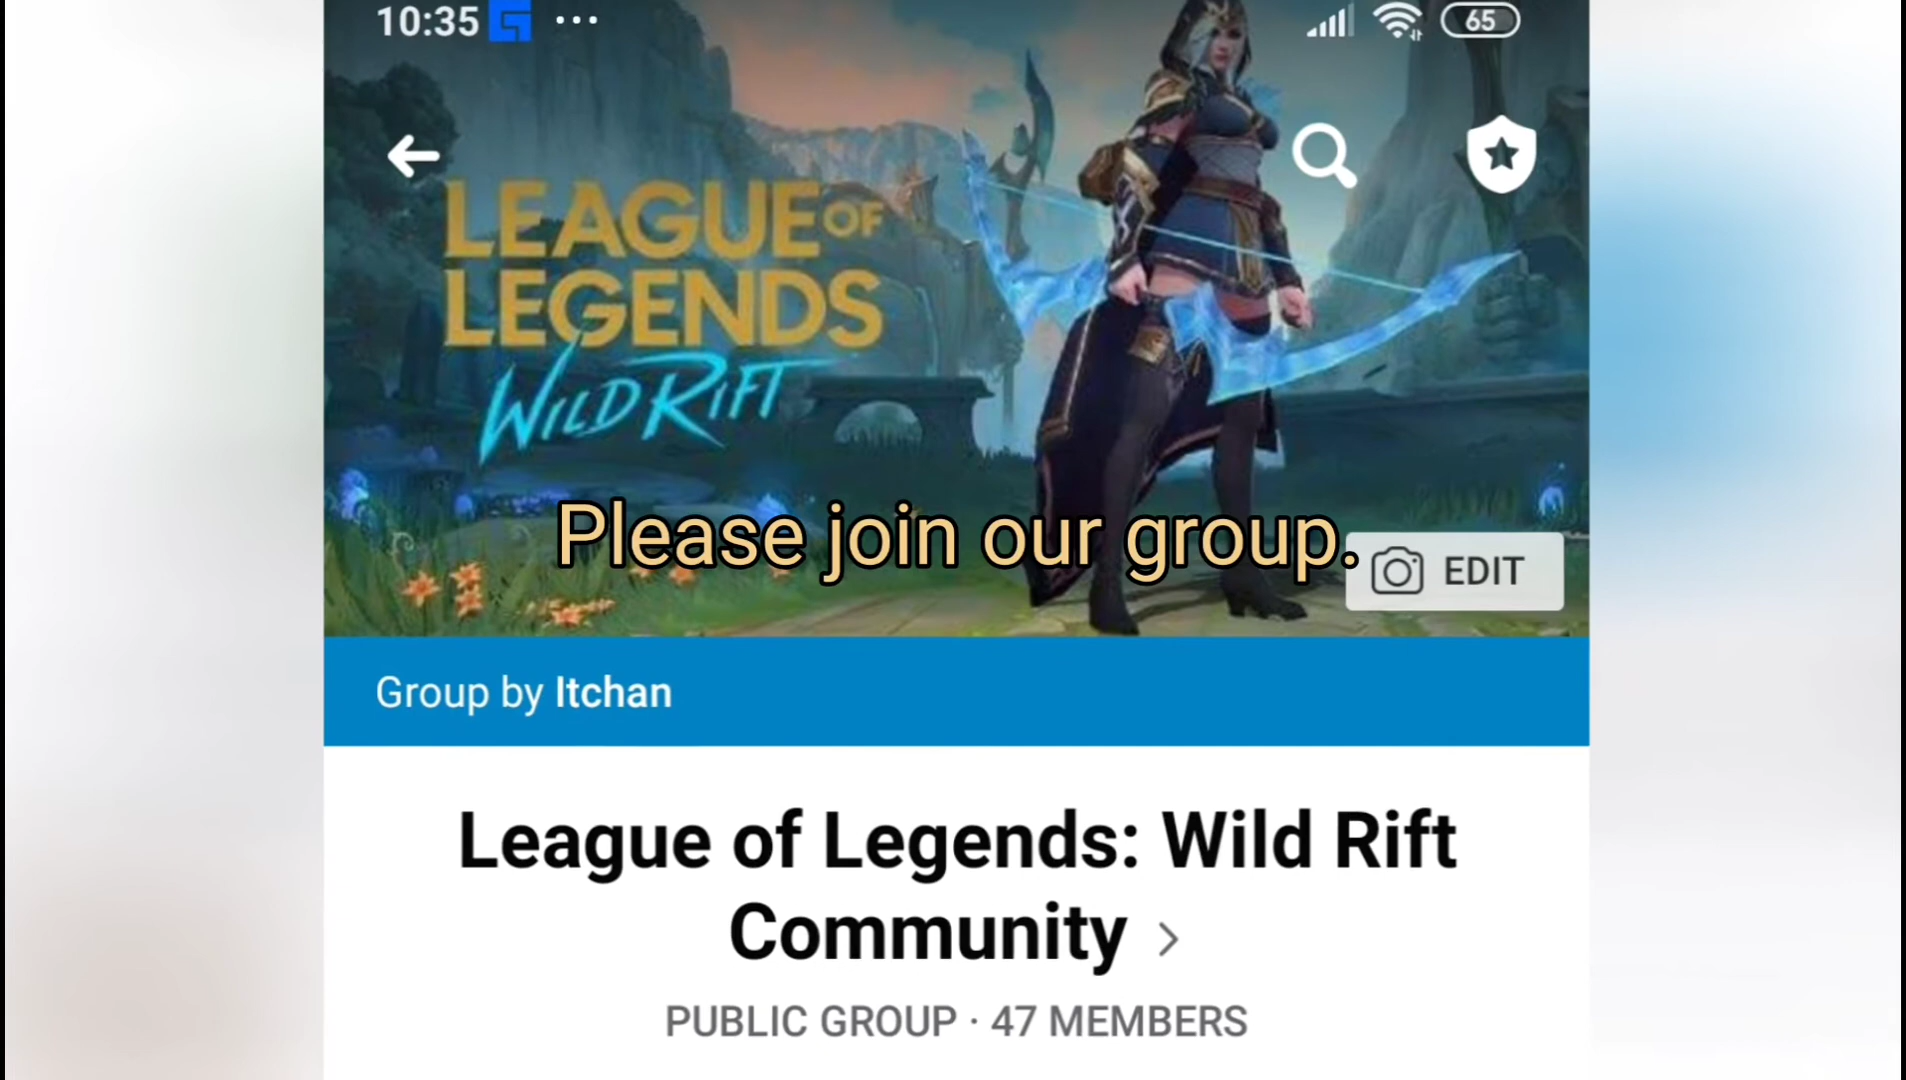 10:35
65
LEAGUE OF
LEGENDS
WILD RIFT
Please join our group.
EDIT
Group by Itchan
League of Legends: Wild Rift
Community
PUBLIC GROUP · 47 MEMBERS